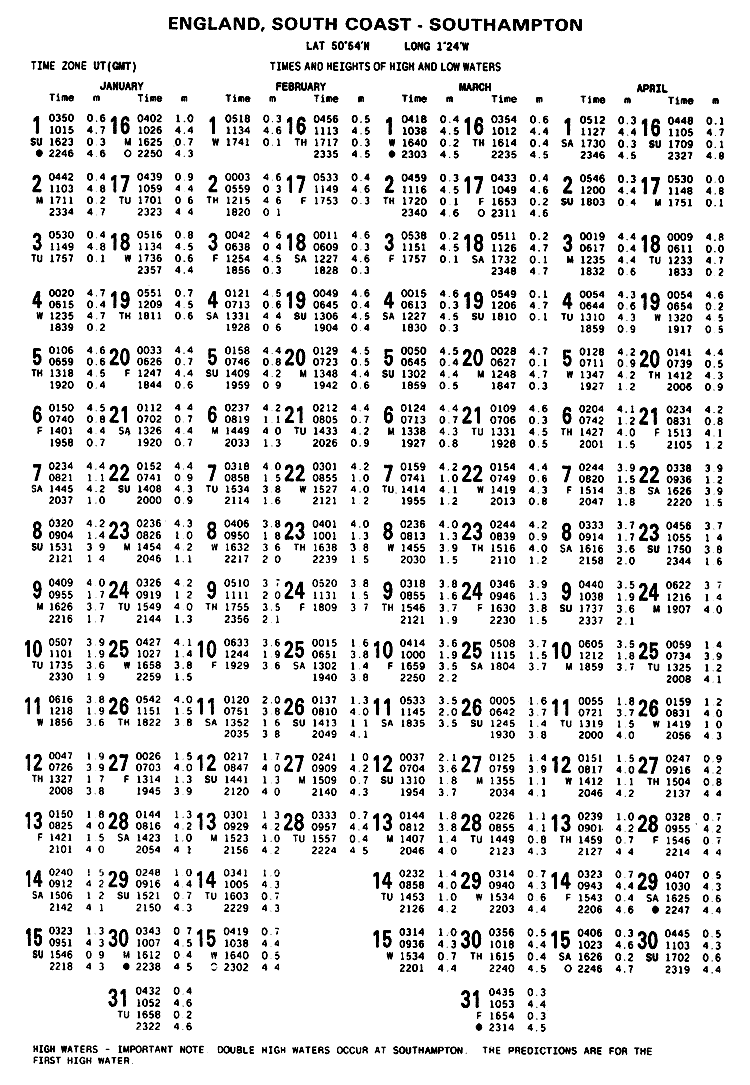 ENGLAND, SOUTH COAST - SOUTHAMPTON
LAT 50°54'N LONG 1°24'W
TIME ZONE UT(GMT) TIMES AND HEIGHTS OF HIGH AND LOW WATERS
JANUARY FEBRUARY MARCH APRIL
Time m Time m Time m Time m Time m Time m Time m Time m
1 0350 0.6 16 0402 1.0 1 0518 0.3 16 0456 0.5 1 0418 0.4 16 0354 0.4 1 0512 0.3 16 0448 0.1
1015 4.7 1026 4.4 1134 4.6 1113 4.5 1038 4.5 1012 4.4 1127 4.4 1105 4.7
SU 1623 0.3 M 1625 0.7 W 1741 0.1 TH 1717 0.3 W 1640 0.2 TH 1614 0.4 SA 1730 0.3 SU 1709 0.1
● 2246 4.6 O 2250 4.3 2335 4.5 ● 2303 4.5 2235 4.5 2346 4.5 2327 4.8
2 0442 0.4 17 0439 0.9 2 0003 4.6 17 0533 0.4 2 0459 0.3 17 0433 0.4 2 0546 0.3 17 0530 0.0
1103 4.8 1059 4.4 0559 0.3 1149 4.6 1116 4.5 1049 4.6 1200 4.4 1148 4.8
M 1711 0.2 TU 1701 0.6 TH 1215 4.6 F 1753 0.3 TH 1720 0.1 F 1653 0.2 SU 1803 0.4 M 1751 0.1
2334 4.7 2323 4.4 1820 0.1 2340 4.6 O 2311 4.6
3 0530 0.4 18 0516 0.8 3 0042 4.6 18 0011 4.6 3 0538 0.2 18 0511 0.2 3 0019 4.4 18 0009 4.8
1149 4.8 1134 4.5 0638 0.4 0609 0.3 1151 4.5 1126 4.7 0617 0.4 0611 0.0
TU 1757 0.1 W 1736 0.6 F 1254 4.5 SA 1227 4.6 F 1757 0.1 SA 1732 0.1 M 1235 4.4 TU 1233 4.7
2357 4.4 1856 0.3 1828 0.3 2348 4.7 1832 0.6 1833 0.2
4 0020 4.7 19 0551 0.7 4 0121 4.5 19 0049 4.6 4 0015 4.6 19 0549 0.1 4 0054 4.3 19 0054 4.6
0615 0.4 1209 4.5 0713 0.6 0645 0.4 0613 0.3 1206 4.7 0644 0.6 0654 0.2
W 1235 4.7 TH 1811 0.6 SA 1331 4.4 SU 1306 4.5 SA 1227 4.5 SU 1810 0.1 TU 1310 4.3 W 1320 4.5
1839 0.2 1928 0.6 1904 0.4 1830 0.3 1859 0.9 1917 0.5
5 0106 4.6 20 0033 4.4 5 0158 4.4 20 0129 4.5 5 0050 4.5 20 0028 4.7 5 0128 4.2 20 0141 4.4
0659 0.6 0626 0.7 0746 0.8 0723 0.5 0645 0.4 0627 0.1 0711 0.9 0739 0.5
TH 1318 4.5 F 1247 4.4 SU 1409 4.2 M 1348 4.4 SU 1302 4.4 M 1248 4.7 W 1347 4.2 TH 1412 4.3
1920 0.4 1844 0.6 1959 0.9 1942 0.6 1859 0.5 1847 0.3 1927 1.2 2006 0.9
6 0150 4.5 21 0112 4.4 6 0237 4.2 21 0212 4.4 6 0124 4.4 21 0109 4.6 6 0204 4.1 21 0234 4.2
0740 0.8 0702 0.7 0819 1.1 0805 0.7 0713 0.7 0706 0.3 0742 1.2 0831 0.8
F 1401 4.4 SA 1326 4.4 M 1449 4.0 TU 1433 4.2 M 1338 4.3 TU 1331 4.5 TH 1427 4.0 F 1513 4.1
1958 0.7 1920 0.7 2033 1.3 2026 0.9 1927 0.8 1928 0.5 2001 1.5 2105 1.2
7 0234 4.4 22 0152 4.4 7 0318 4.0 22 0301 4.2 7 0159 4.2 22 0154 4.4 7 0244 3.9 22 0338 3.9
0821 1.1 0741 0.9 0858 1.5 0855 1.0 0741 1.0 0749 0.6 0820 1.5 0936 1.2
SA 1445 4.2 SU 1408 4.3 TU 1534 3.8 W 1527 4.0 TU 1414 4.1 W 1419 4.3 F 1514 3.8 SA 1626 3.9
2037 1.0 2000 0.9 2114 1.6 2121 1.2 1955 1.2 2013 0.8 2047 1.8 2220 1.5
8 0320 4.2 23 0236 4.3 8 0406 3.8 23 0401 4.0 8 0236 4.0 23 0244 4.2 8 0333 3.7 23 0456 3.7
0904 1.4 0826 1.0 0950 1.8 1001 1.3 0813 1.3 0839 0.9 0914 1.7 1055 1.4
SU 1531 3.9 M 1454 4.2 W 1632 3.6 TH 1638 3.8 W 1455 3.9 TH 1516 4.0 SA 1616 3.6 SU 1750 3.8
2121 1.4 2046 1.1 2217 2.0 2239 1.5 2030 1.5 2110 1.2 2158 2.0 2344 1.6
9 0409 4.0 24 0326 4.2 9 0510 3.7 24 0520 3.8 9 0318 3.8 24 0346 3.9 9 0440 3.5 24 0622 3.7
0955 1.7 0919 1.2 1111 2.0 1131 1.5 0855 1.6 0946 1.3 1038 1.9 1216 1.4
M 1626 3.7 TU 1549 4.0 TH 1755 3.5 F 1809 3.7 TH 1546 3.7 F 1630 3.8 SU 1737 3.6 M 1907 4.0
2216 1.7 2144 1.3 2356 2.1 2121 1.9 2230 1.5 2337 2.1
10 0507 3.9 25 0427 4.1 10 0633 3.6 25 0015 1.6 10 0414 3.6 25 0508 3.7 10 0605 3.5 25 0059 1.4
1101 1.9 1027 1.4 1244 1.9 0651 3.8 1000 1.9 1115 1.5 1212 1.8 0734 3.9
TU 1735 3.6 W 1658 3.8 F 1929 3.6 SA 1302 1.4 F 1659 3.5 SA 1804 3.7 M 1859 3.7 TU 1325 1.2
2330 1.9 2259 1.5 1940 3.8 2250 2.2 2008 4.1
11 0616 3.8 26 0542 4.0 11 0120 2.0 26 0137 1.3 11 0533 3.5 26 0005 1.6 11 0055 1.8 26 0159 1.2
1218 1.9 1151 1.5 0751 3.8 0810 4.0 1145 2.0 0642 3.7 0721 3.7 0831 4.0
W 1856 3.6 TH 1822 3.8 SA 1352 1.6 SU 1413 1.1 SA 1835 3.5 SU 1245 1.4 TU 1319 1.5 W 1419 1.0
2035 3.8 2049 4.1 1930 3.8 2000 4.0 2056 4.3
12 0047 1.9 27 0026 1.5 12 0217 1.7 27 0241 1.0 12 0037 2.1 27 0125 1.4 12 0151 1.5 27 0247 0.9
0726 3.9 0703 4.0 0847 4.0 0909 4.2 0704 3.6 0759 3.9 0817 4.0 0916 4.2
TH 1327 1.7 F 1314 1.3 SU 1441 1.3 M 1509 0.7 SU 1310 1.8 M 1355 1.1 W 1412 1.1 TH 1504 0.8
2008 3.8 1945 3.9 2120 4.0 2140 4.3 1954 3.7 2034 4.1 2046 4.2 2137 4.4
13 0150 1.8 28 0144 1.3 13 0301 1.3 28 0333 0.7 13 0144 1.8 28 0226 1.1 13 0239 1.0 28 0328 0.7
0825 4.0 0816 4.2 0929 4.2 0957 4.4 0812 3.8 0855 4.1 0901 4.2 0955 4.2
F 1421 1.5 SA 1423 1.0 M 1523 1.0 TU 1557 0.4 M 1407 1.4 TU 1449 0.8 TH 1459 0.7 F 1546 0.7
2101 4.0 2054 4.1 2156 4.2 2224 4.5 2046 4.0 2123 4.3 2127 4.4 2214 4.4
14 0240 1.5 29 0248 1.0 14 0341 1.0 14 0232 1.4 29 0314 0.7 14 0323 0.7 29 0407 0.5
0912 4.2 0916 4.4 1005 4.3 0858 4.0 0940 4.3 0943 4.4 1030 4.3
SA 1506 1.2 SU 1521 0.7 TU 1603 0.7 TU 1453 1.0 W 1534 0.6 F 1543 0.4 SA 1625 0.6
2142 4.1 2150 4.3 2229 4.3 2126 4.2 2203 4.4 2206 4.6 ● 2247 4.4
15 0323 1.3 30 0343 0.7 15 0419 0.7 15 0314 1.0 30 0356 0.5 15 0406 0.3 30 0445 0.5
0951 4.3 1007 4.5 1038 4.4 0936 4.3 1018 4.4 1023 4.6 1103 4.3
SU 1546 0.9 M 1612 0.4 W 1640 0.5 W 1534 0.7 TH 1615 0.4 SA 1626 0.2 SU 1702 0.6
2218 4.3 ● 2238 4.5 O 2302 4.4 2201 4.4 2240 4.5 O 2246 4.7 2319 4.4
31 0432 0.4 31 0435 0.3
1052 4.6 1053 4.4
TU 1658 0.2 F 1654 0.3
2322 4.6 ● 2314 4.5
HIGH WATERS - IMPORTANT NOTE DOUBLE HIGH WATERS OCCUR AT SOUTHAMPTON. THE PREDICTIONS ARE FOR THE
FIRST HIGH WATER.